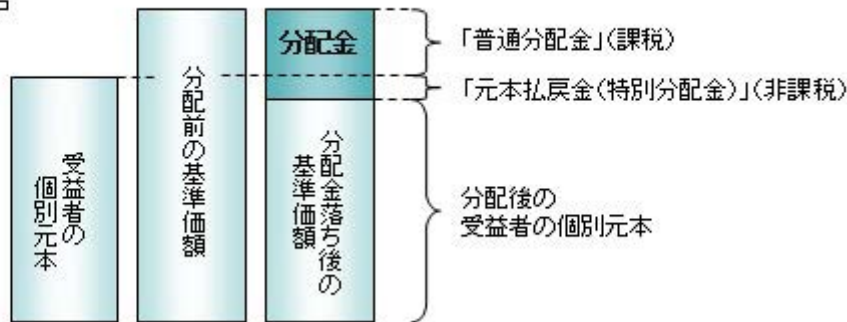 受益者の
個別元本
分配前の基準価額
分配金
分配金落ち後の
基準価額
「普通分配金」(課税)
「元本払戻金(特別分配金)」(非課税)
分配後の
受益者の個別元本